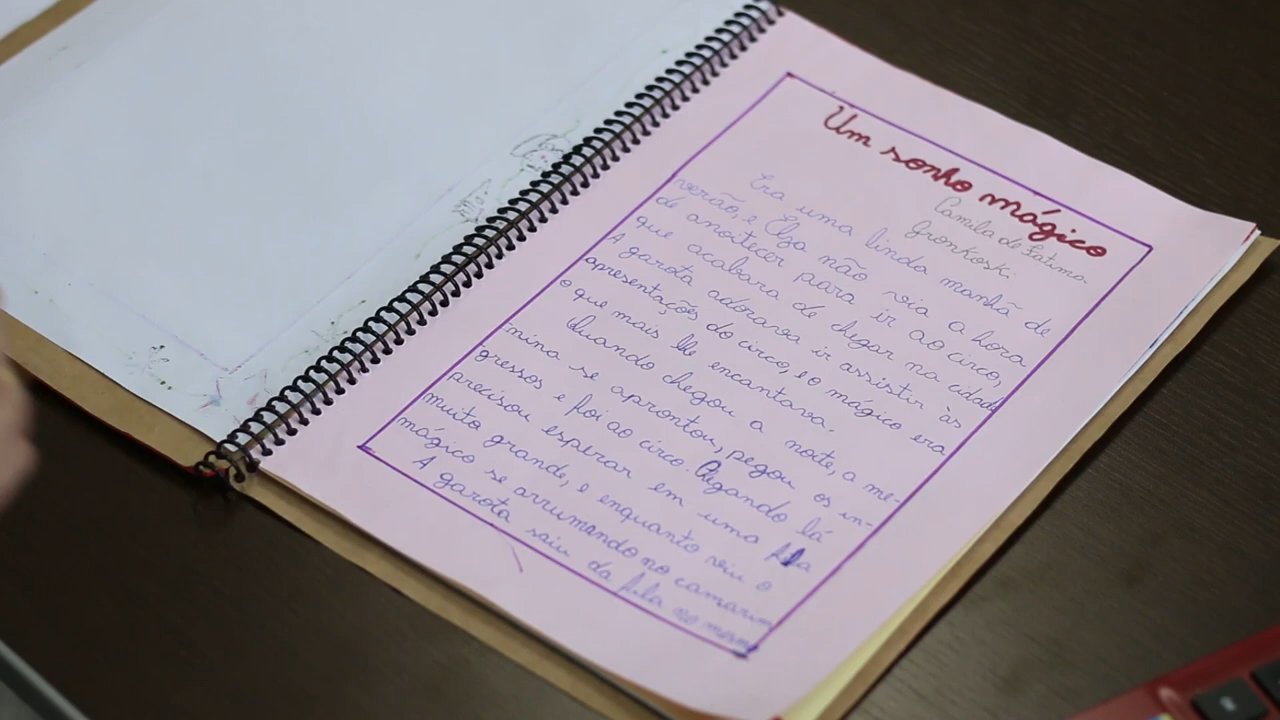 Um sonho mágico
Camila de Fatima
Gronkoski
Era uma linda manhã de
verão, e Elza não via a hora
de anoitecer para ir ao circo,
que acabara de chegar na cidade
A garota adorava ir assistir às
apresentações do circo, e o mágico era
o que mais lhe encantava.
Quando chegou a noite, a me-
nina se aprontou, pegou os in-
gressos e foi ao circo. Chegando lá
precisou esperar em uma fila
muito grande, e enquanto viu o
mágico se arrumando no camarim
A garota saiu da fila no